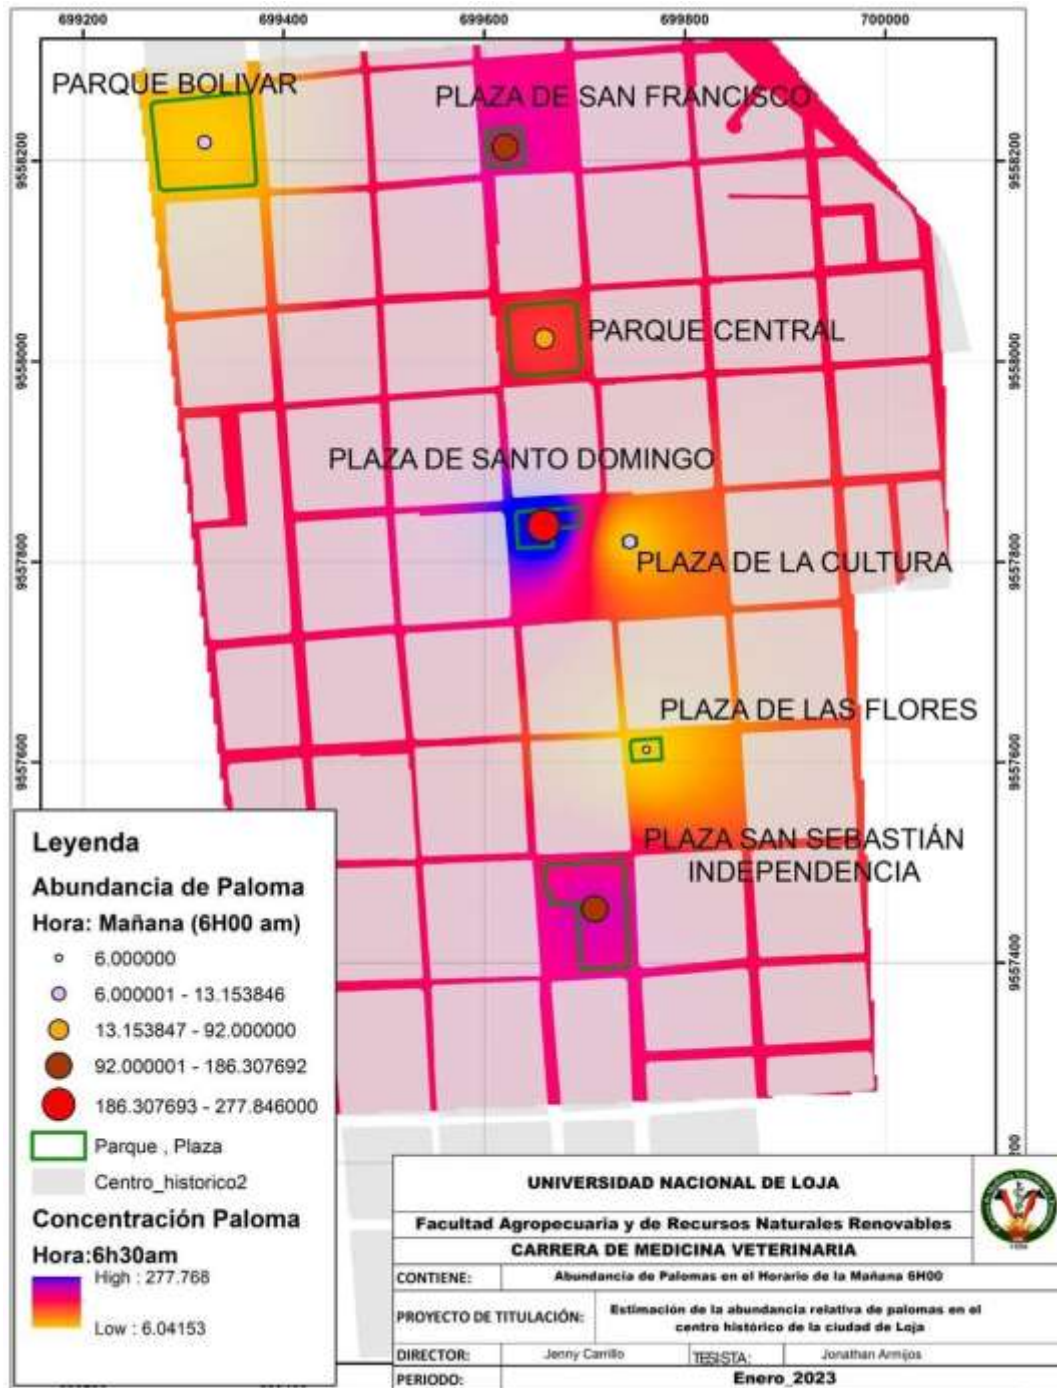 699200 699400 699600 699800 700000
PARQUE BOLIVAR
PLAZA DE SAN FRANCISCO
9558200 9558200
PARQUE CENTRAL
9558000 9558000
PLAZA DE SANTO DOMINGO
PLAZA DE LA CULTURA
9557800 9557800
PLAZA DE LAS FLORES
9557600 9557600
PLAZA SAN SEBASTIÁN
INDEPENDENCIA
9557400
Leyenda
Abundancia de Paloma
Hora: Mañana (6H00 am)
6.000000
6.000001 - 13.153846
13.153847 - 92.000000
92.000001 - 186.307692
186.307693 - 277.846000
Parque , Plaza
Centro_historico2
Concentración Paloma
Hora:6h30am
High : 277.768
Low : 6.04153
UNIVERSIDAD NACIONAL DE LOJA
Facultad Agropecuaria y de Recursos Naturales Renovables
CARRERA DE MEDICINA VETERINARIA
CONTIENE: Abundancia de Palomas en el Horario de la Mañana 6H00
PROYECTO DE TITULACIÓN: Estimación de la abundancia relativa de palomas en el
centro histórico de la ciudad de Loja
DIRECTOR: Jenny Carrillo TESISTA: Jonathan Armijos
PERIODO: Enero_2023